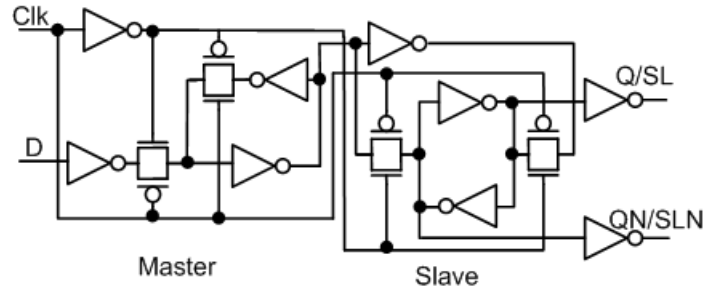 Clk
Q/SL
D
QN/SLN
Master
Slave